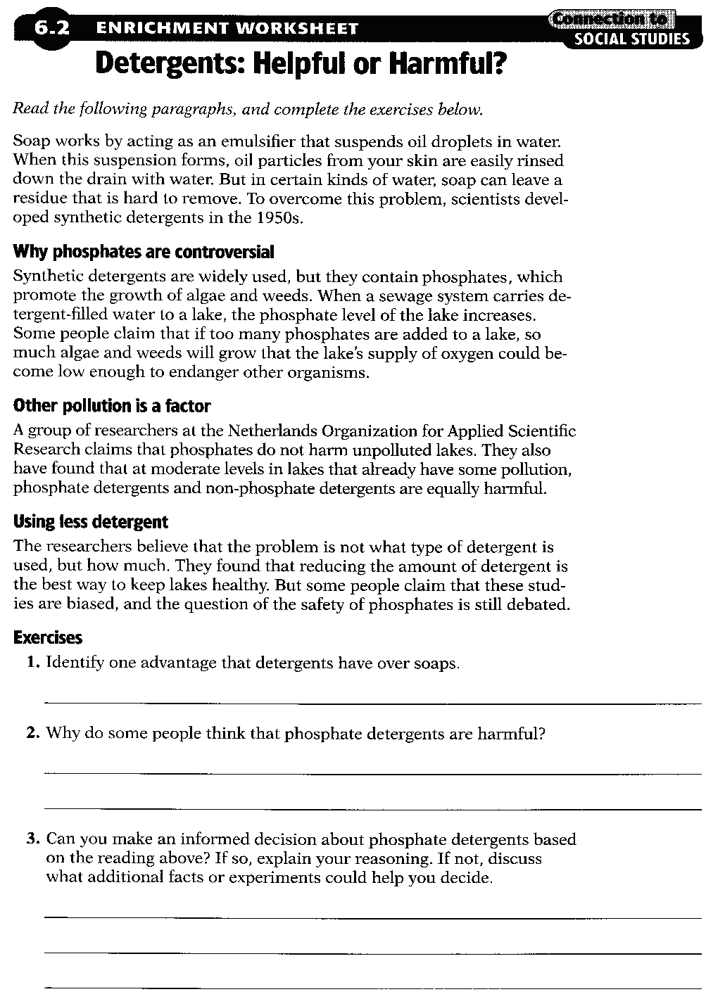 6.2 ENRICHMENT WORKSHEET
Connection to
SOCIAL STUDIES
Detergents: Helpful or Harmful?
Read the following paragraphs, and complete the exercises below.
Soap works by acting as an emulsifier that suspends oil droplets in water.
When this suspension forms, oil particles from your skin are easily rinsed
down the drain with water. But in certain kinds of water, soap can leave a
residue that is hard to remove. To overcome this problem, scientists devel-
oped synthetic detergents in the 1950s.
Why phosphates are controversial
Synthetic detergents are widely used, but they contain phosphates, which
promote the growth of algae and weeds. When a sewage system carries de-
tergent-filled water to a lake, the phosphate level of the lake increases.
Some people claim that if too many phosphates are added to a lake, so
much algae and weeds will grow that the lake's supply of oxygen could be-
come low enough to endanger other organisms.
Other pollution is a factor
A group of researchers at the Netherlands Organization for Applied Scientific
Research claims that phosphates do not harm unpolluted lakes. They also
have found that at moderate levels in lakes that already have some pollution,
phosphate detergents and non-phosphate detergents are equally harmful.
Using less detergent
The researchers believe that the problem is not what type of detergent is
used, but how much. They found that reducing the amount of detergent is
the best way to keep lakes healthy. But some people claim that these stud-
ies are biased, and the question of the safety of phosphates is still debated.
Exercises
1. Identify one advantage that detergents have over soaps.
2. Why do some people think that phosphate detergents are harmful?
3. Can you make an informed decision about phosphate detergents based
on the reading above? If so, explain your reasoning. If not, discuss
what additional facts or experiments could help you decide.